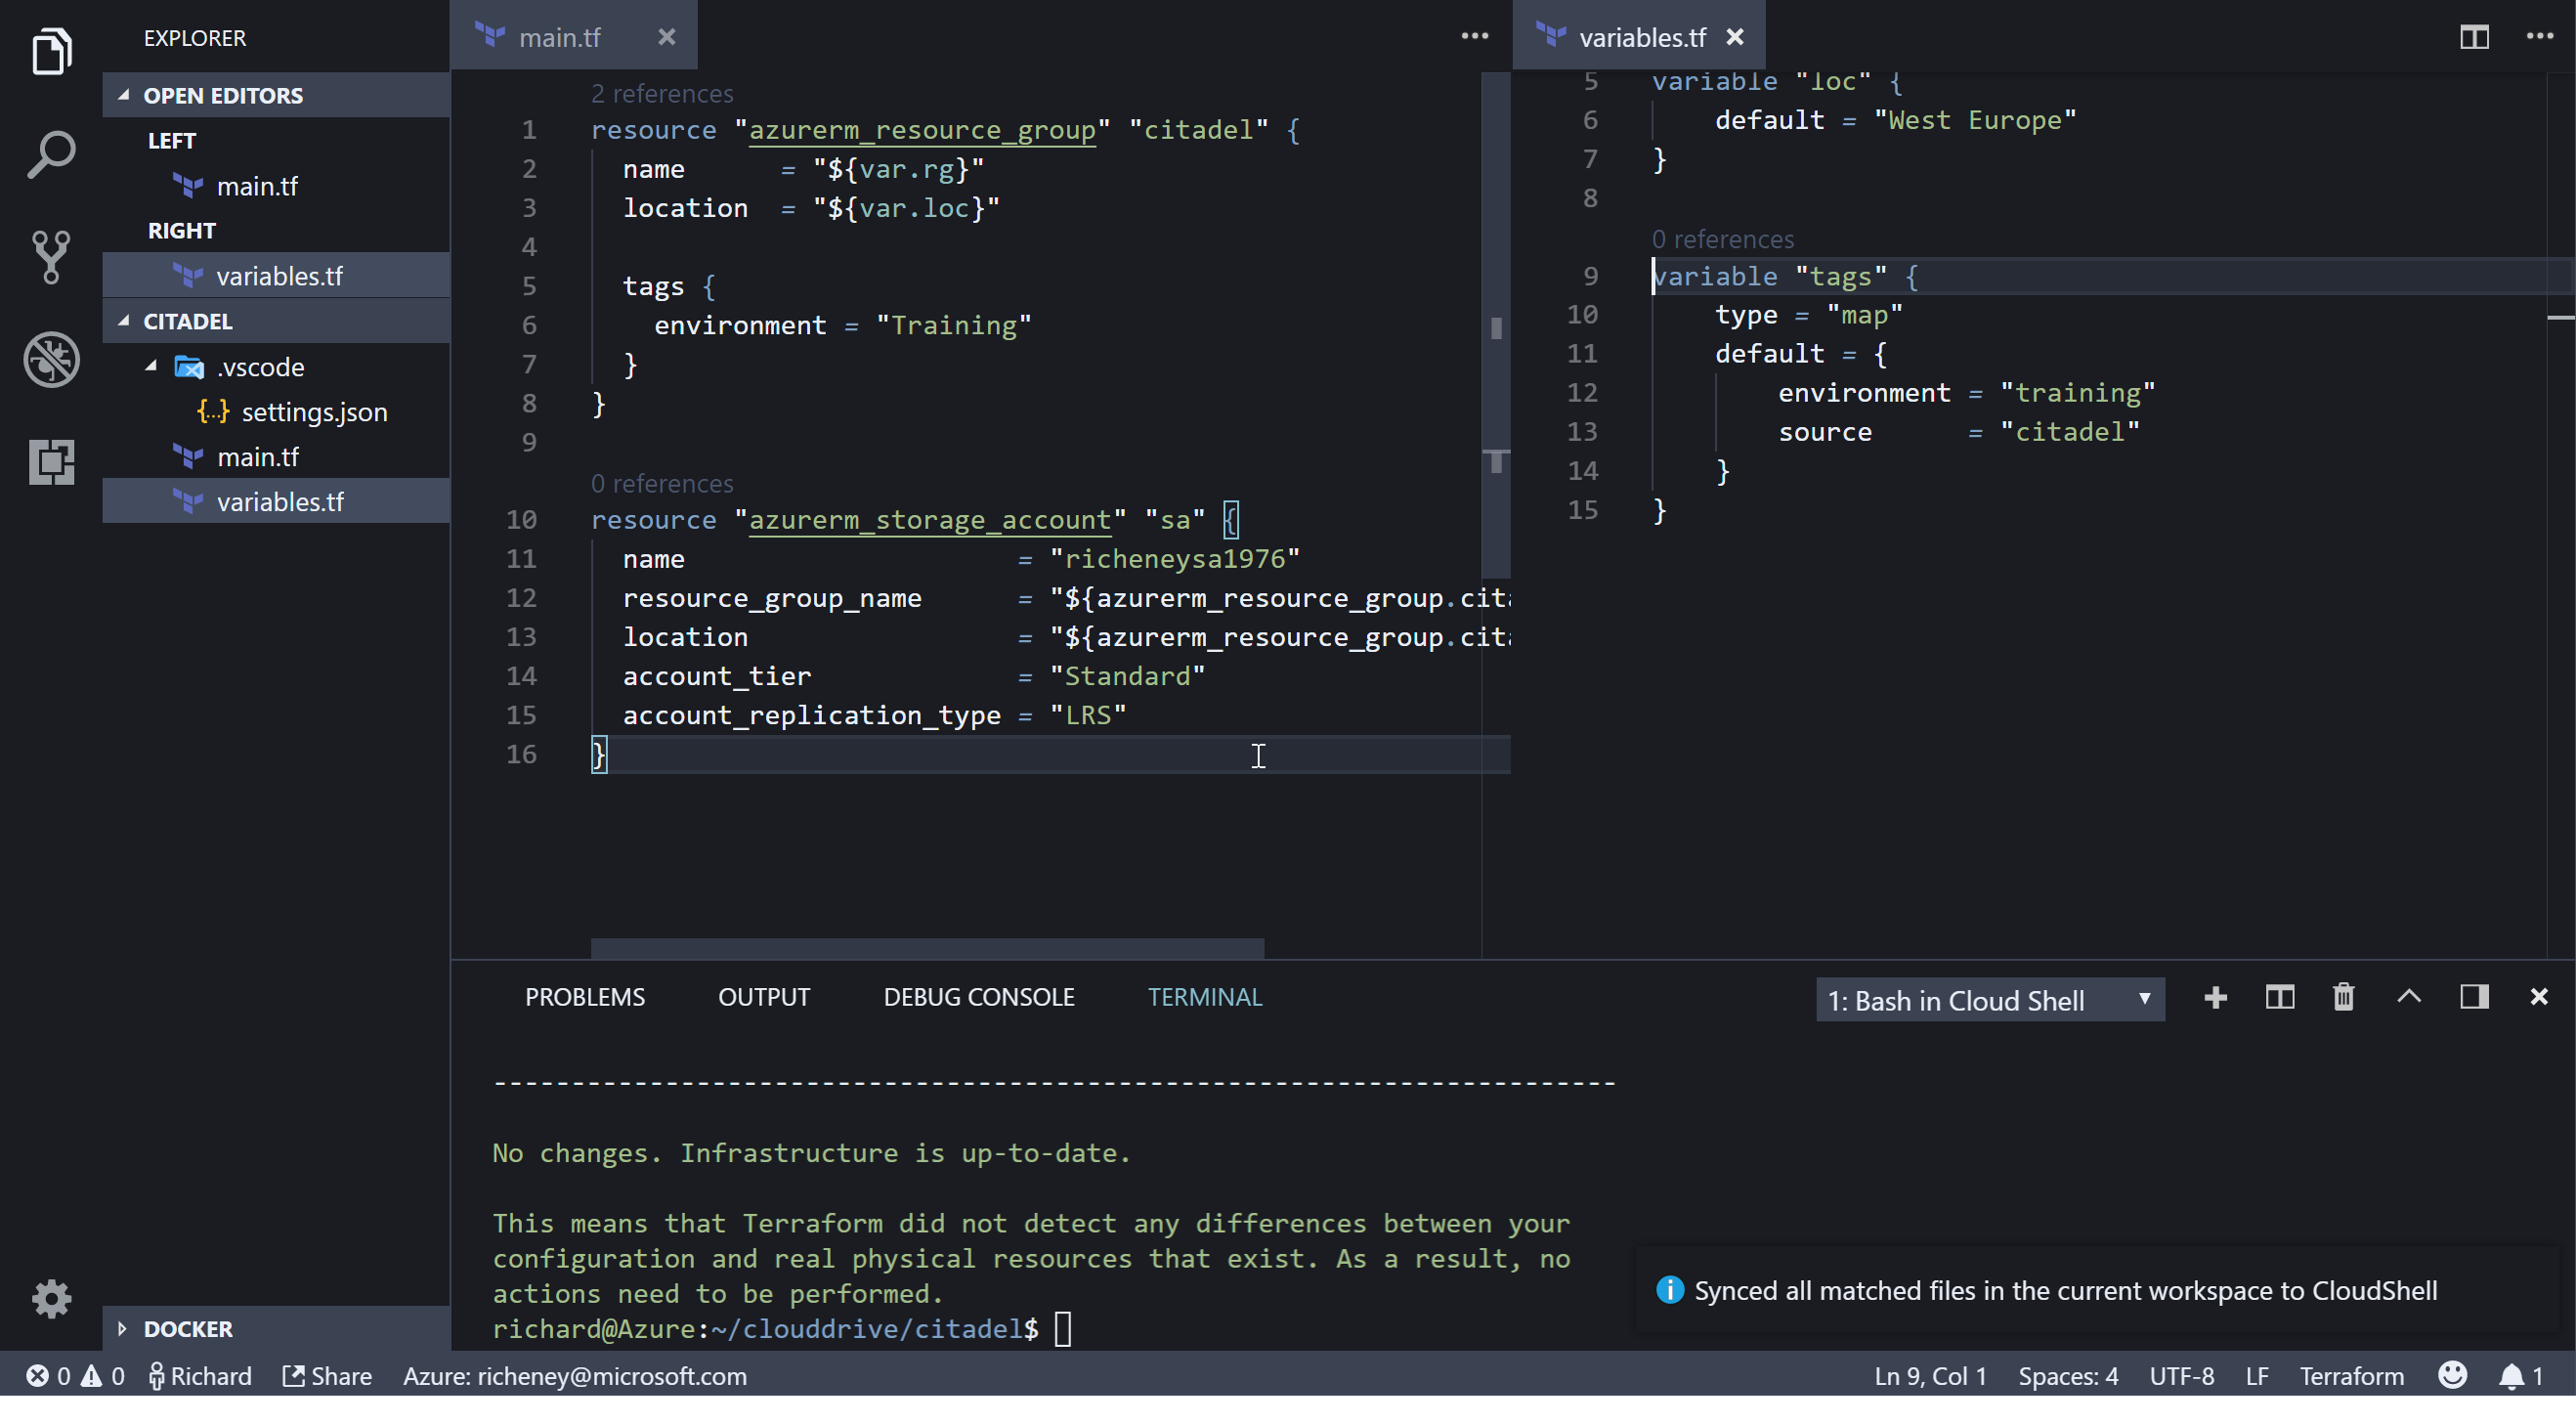 EXPLORER
OPEN EDITORS
LEFT
main.tf
RIGHT
variables.tf
CITADEL
.vscode
{...} settings.json
main.tf
variables.tf
DOCKER
main.tf
2 references
1 resource "azurerm_resource_group" "citadel" {
2 name = "${var.rg}"
3 location = "${var.loc}"
4
5 tags {
6 environment = "Training"
7 }
8 }
9
0 references
10 resource "azurerm_storage_account" "sa" {
11 name = "richeneysa1976"
12 resource_group_name = "${azurerm_resource_group.cit
13 location = "${azurerm_resource_group.cit
14 account_tier = "Standard"
15 account_replication_type = "LRS"
16 }
variables.tf
5 variable "loc" {
6 default = "West Europe"
7 }
8
0 references
9 variable "tags" {
10 type = "map"
11 default = {
12 environment = "training"
13 source = "citadel"
14 }
15 }
PROBLEMS OUTPUT DEBUG CONSOLE TERMINAL 1: Bash in Cloud Shell
------------------------------------------------------------------------
No changes. Infrastructure is up-to-date.
This means that Terraform did not detect any differences between your
configuration and real physical resources that exist. As a result, no
actions need to be performed.
richard@Azure:~/clouddrive/citadel$
Synced all matched files in the current workspace to CloudShell
0 0 Richard Share Azure: richeney@microsoft.com Ln 9, Col 1 Spaces: 4 UTF-8 LF Terraform 1